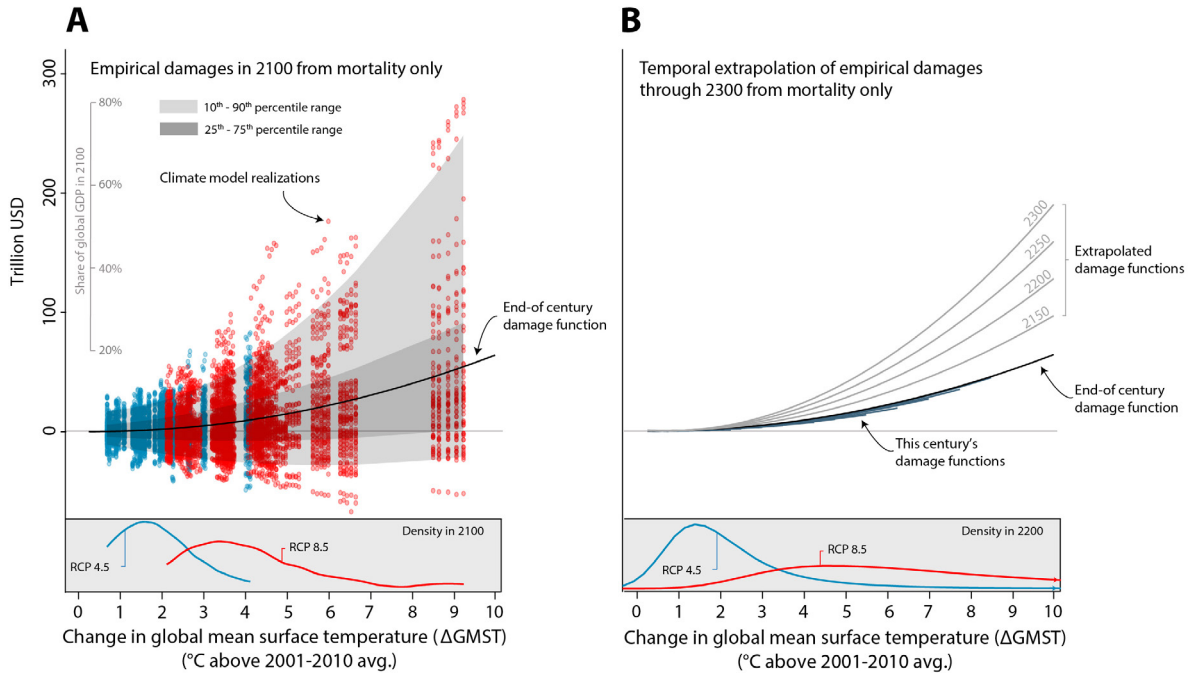 A
Empirical damages in 2100 from mortality only
10th - 90th percentile range
25th - 75th percentile range
Climate model realizations
End-of century
damage function
Trillion USD
300
200
100
0
Share of global GDP in 2100
80%
60%
40%
20%
Density in 2100
RCP 4.5
RCP 8.5
0 1 2 3 4 5 6 7 8 9 10
Change in global mean surface temperature (ΔGMST)
(°C above 2001-2010 avg.)
B
Temporal extrapolation of empirical damages
through 2300 from mortality only
2300
2250
2200
2150
Extrapolated
damage functions
End-of century
damage function
This century's
damage functions
Density in 2200
RCP 4.5
RCP 8.5
0 1 2 3 4 5 6 7 8 9 10
Change in global mean surface temperature (ΔGMST)
(°C above 2001-2010 avg.)